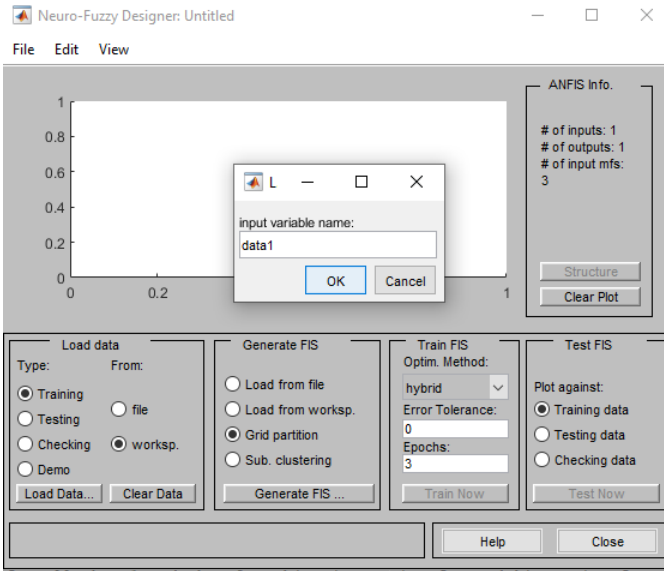 Neuro-Fuzzy Designer: Untitled
File Edit View
1
0.8
0.6
0.4
0.2
0
0 0.2 1
L
input variable name:
data1
OK Cancel
ANFIS Info.
# of inputs: 1
# of outputs: 1
# of input mfs:
3
Structure
Clear Plot
Load data
Type: From:
Training
Testing
Checking
Demo
file
worksp.
Load Data... Clear Data
Generate FIS
Load from file
Load from worksp.
Grid partition
Sub. clustering
Generate FIS ...
Train FIS
Optim. Method:
hybrid
Error Tolerance:
0
Epochs:
3
Train Now
Test FIS
Plot against:
Training data
Testing data
Checking data
Test Now
Help Close